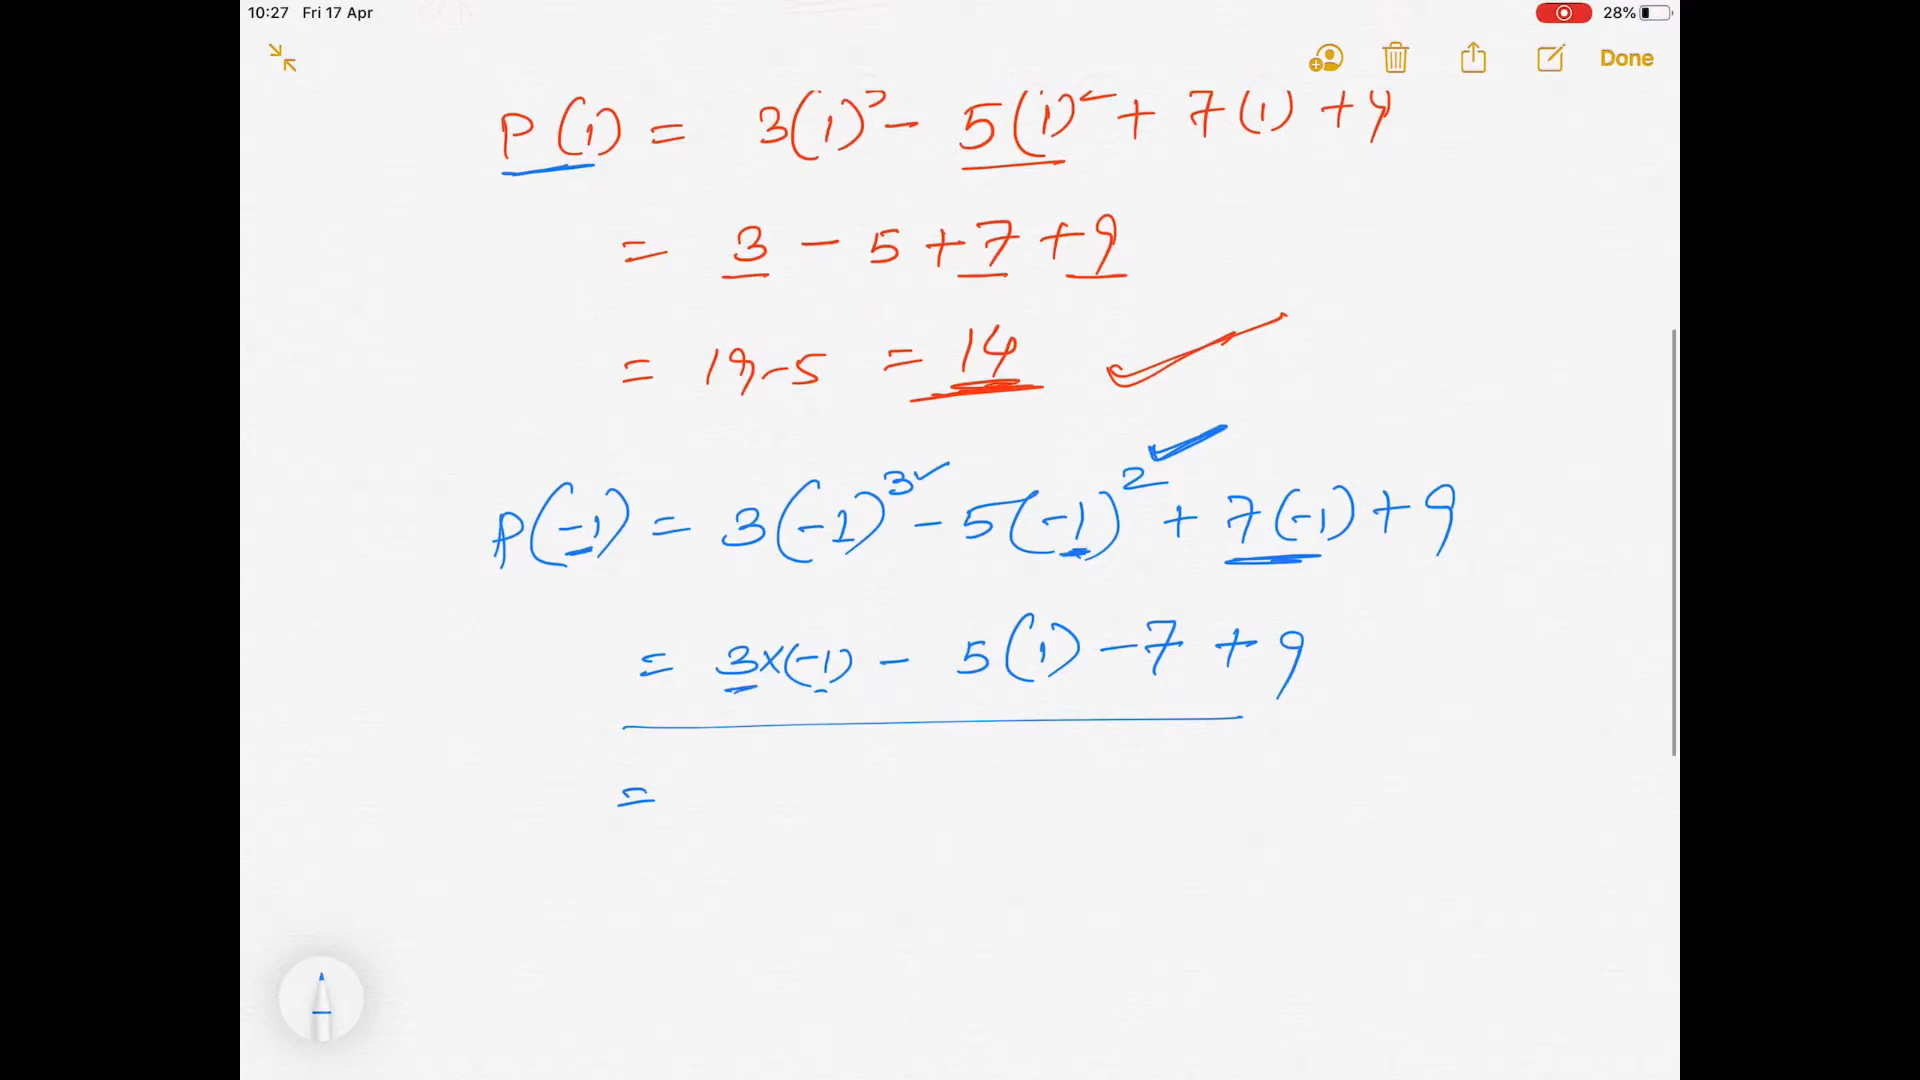 10:27 Fri 17 Apr 28%
Done
P(1) = 3(1)³ - 5(1)² + 7(1) + 9
= 3 - 5 + 7 + 9
= 19 - 5 = 14
P(-1) = 3(-1)³ - 5(-1)² + 7(-1) + 9
= 3×(-1) - 5(1) - 7 + 9
=